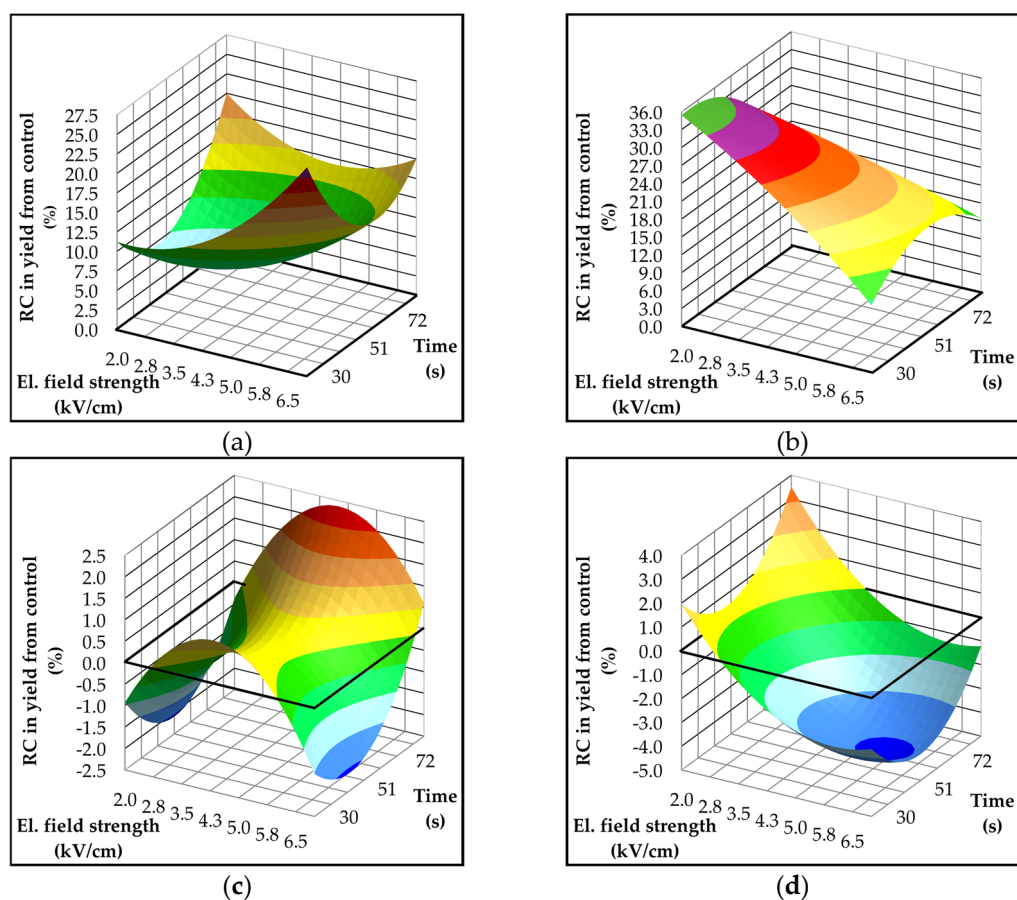 RC in yield from control
(%)
27.5
25.0
22.5
20.0
17.5
15.0
12.5
10.0
7.5
5.0
2.5
0.0
2.0 2.8 3.5 4.3 5.0 5.8 6.5
El. field strength
(kV/cm)
30 51 72
Time
(s)
(a)
RC in yield from control
(%)
36.0
33.0
30.0
27.0
24.0
21.0
18.0
15.0
12.0
9.0
6.0
3.0
0.0
2.0 2.8 3.5 4.3 5.0 5.8 6.5
El. field strength
(kV/cm)
30 51 72
Time
(s)
(b)
RC in yield from control
(%)
2.5
2.0
1.5
1.0
0.5
0.0
-0.5
-1.0
-1.5
-2.0
-2.5
2.0 2.8 3.5 4.3 5.0 5.8 6.5
El. field strength
(kV/cm)
30 51 72
Time
(s)
(c)
RC in yield from control
(%)
4.0
3.0
2.0
1.0
0.0
-1.0
-2.0
-3.0
-4.0
-5.0
2.0 2.8 3.5 4.3 5.0 5.8 6.5
El. field strength
(kV/cm)
30 51 72
Time
(s)
(d)